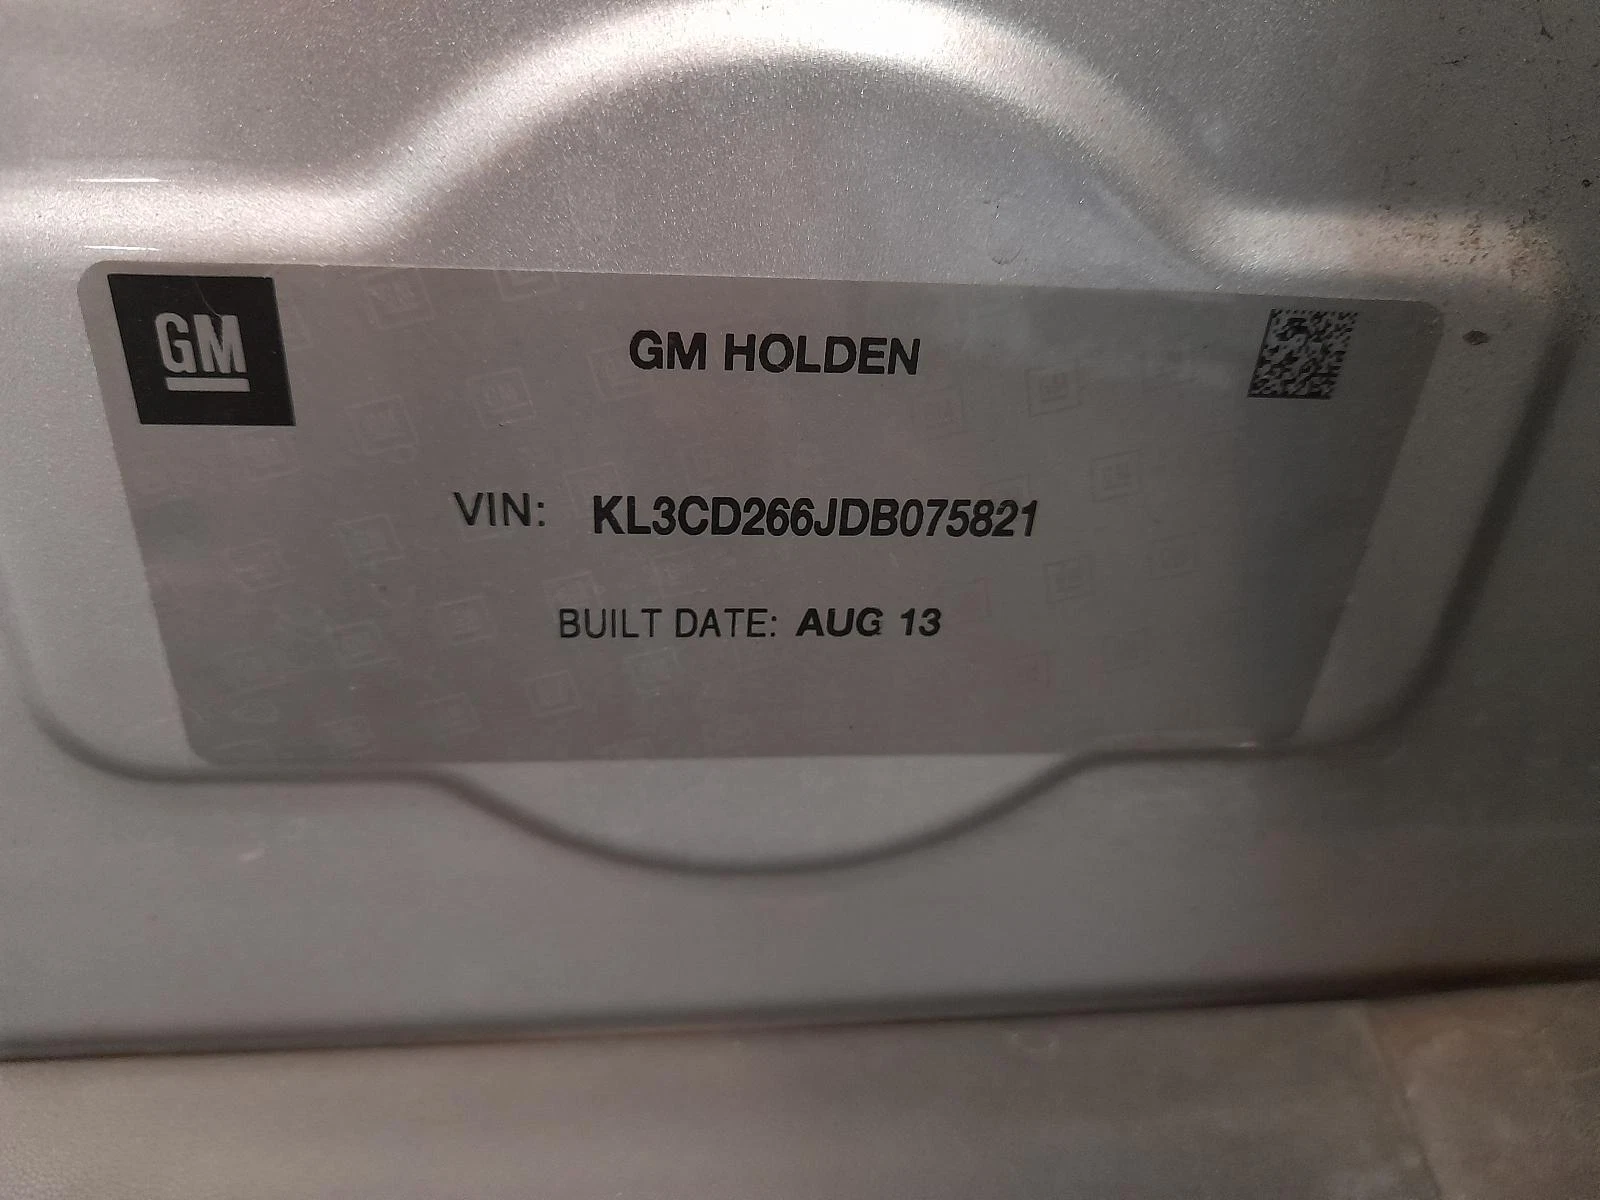 GM
GM HOLDEN
VIN: KL3CD266JDB075821
BUILT DATE: AUG 13